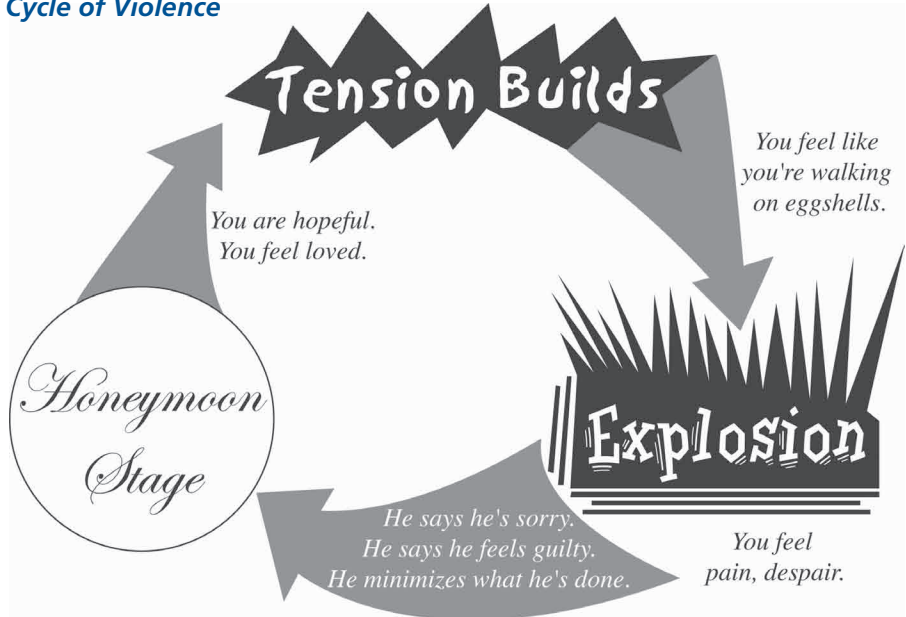 Cycle of Violence
Tension Builds
You feel like
you're walking
on eggshells.
You are hopeful.
You feel loved.
Honeymoon
Stage
Explosion
He says he's sorry.
He says he feels guilty.
He minimizes what he's done.
You feel
pain, despair.